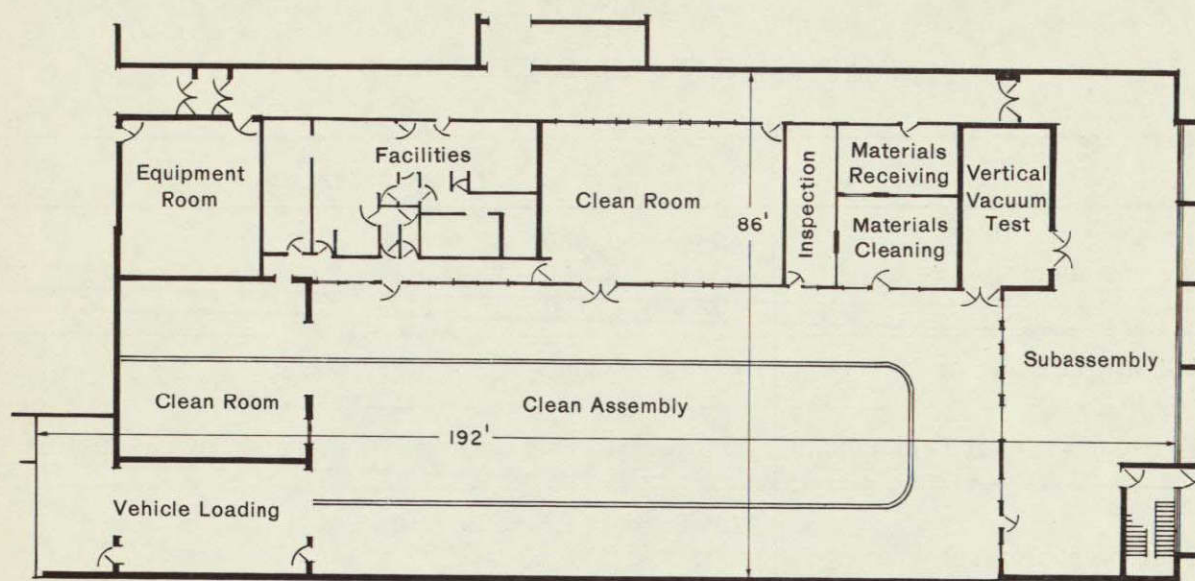 Facilities
Equipment
Room
Clean Room
86'
Inspection
Materials
Receiving
Materials
Cleaning
Vertical
Vacuum
Test
Subassembly
Clean Room
Clean Assembly
192'
Vehicle Loading